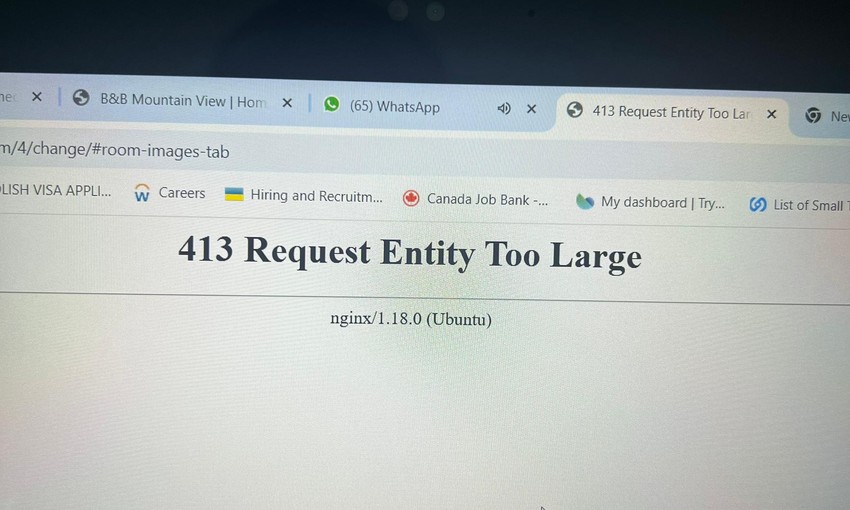 B&B Mountain View | Hom
(65) WhatsApp
413 Request Entity Too Lar
m/4/change/#room-images-tab
LISH VISA APPLI...
Careers
Hiring and Recruitm...
Canada Job Bank -...
My dashboard | Try...
List of Small
413 Request Entity Too Large
nginx/1.18.0 (Ubuntu)